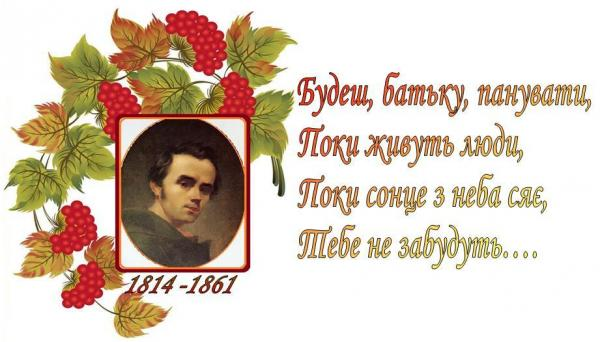 Будеш, батьку, панувати,
Поки живуть люди,
Поки сонце з неба сяє,
Тебе не забудуть....
1814 -1861